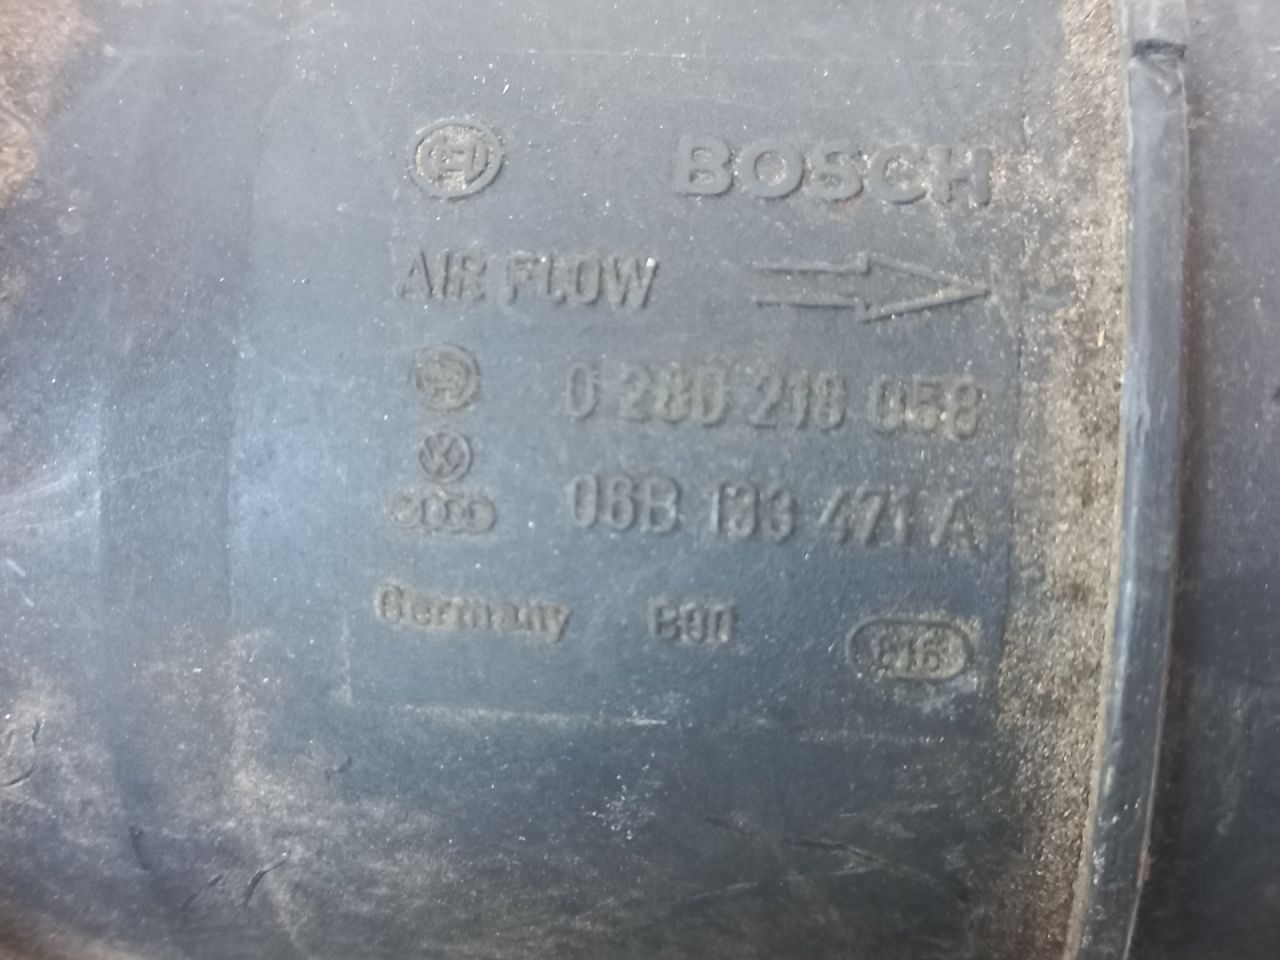 BOSCH
AIR FLOW
0 280 218 058
06B 133 471 A
Germany